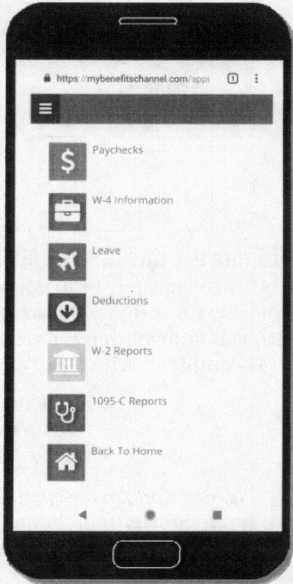 https://mybenefitschannel.com/app 1
$ Paychecks
W-4 Information
Leave
Deductions
W-2 Reports
1095-C Reports
Back To Home